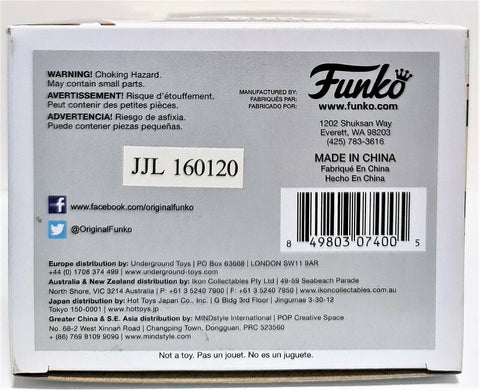 WARNING! Choking Hazard.
May contain small parts.
AVERTISSEMENT! Risque d'étouffement.
Peut contenir des petites pièces.
ADVERTENCIA! Riesgo de asfixia.
Puede contener piezas pequeñas.
MANUFACTURED BY:
FABRIQUÉS PAR:
FABRICADO POR:
Funko
www.funko.com
1202 Shuksan Way
Everett, WA 98203
(425) 783-3616
MADE IN CHINA
Fabriqué En China
Hecho En China
JJL 160120
f www.facebook.com/originalfunko
@OriginalFunko
8 49803 07400 5
Europe distribution by: Underground Toys | PO Box 63668 | LONDON SW11 9AR
+44 (0) 1708 374 499 | www.underground-toys.com
Australia & New Zealand distribution by: Ikon Collectables Pty Ltd | 49-59 Seabeach Parade
North Shore, VIC 3214 Australia | P +61 3 5240 7900 | F +61 3 5240 9950 | www.ikoncollectables.com.au
Japan distribution by: Hot Toys Japan Co., Inc. | G Bldg 3rd Floor | Jingumae 3-30-12
Tokyo 150-0001 | www.hottoys.jp
Greater China & S.E. Asia distribution by: MINDstyle International | POP Creative Space
No. 66-2 West Xinnan Road | Changping Town, Dongguan, PRC 523560
+ (86) 769 8109 9099 | www.mindstyle.com
Not a toy. Pas un jouet. No es un juguete.